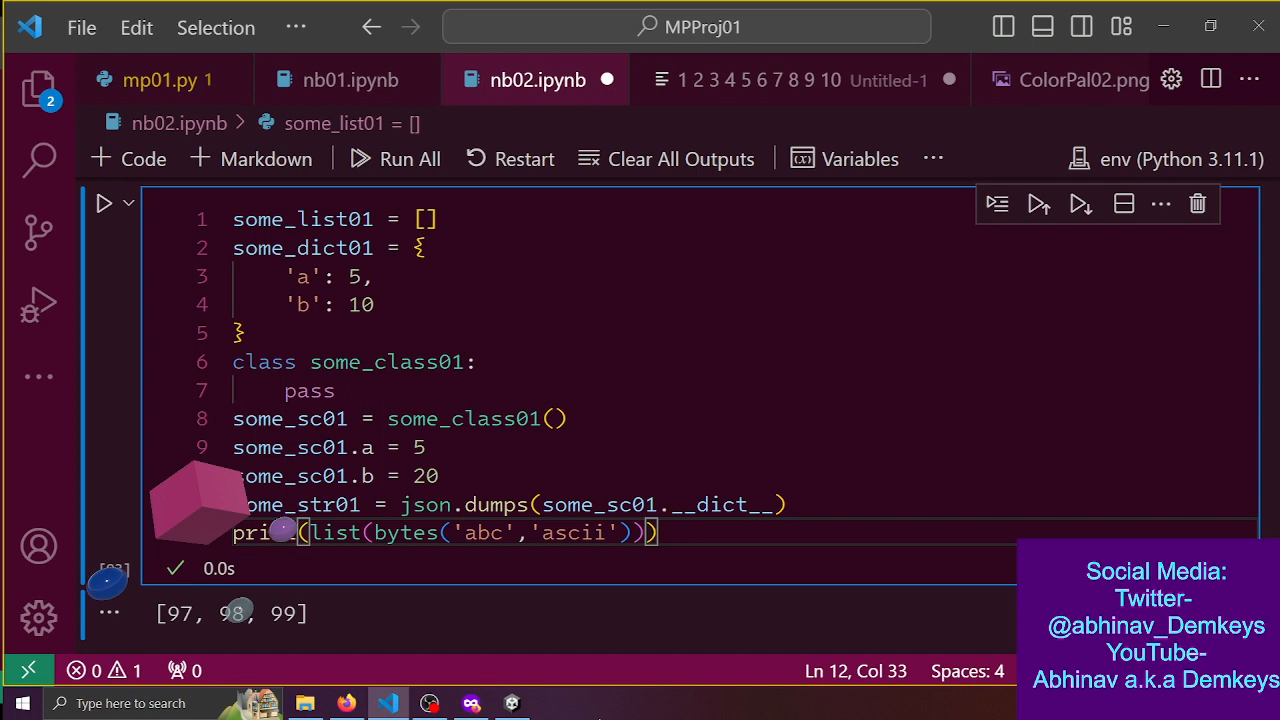 File Edit Selection ··· MPProj01
mp01.py 1 nb01.ipynb nb02.ipynb 1 2 3 4 5 6 7 8 9 10 Untitled-1 ColorPal02.png
2
nb02.ipynb > some_list01 = []
Code Markdown Run All Restart Clear All Outputs Variables ··· env (Python 3.11.1)
1 some_list01 = []
2 some_dict01 = {
3 'a': 5,
4 'b': 10
5 }
6 class some_class01:
7 pass
8 some_sc01 = some_class01()
9 some_sc01.a = 5
some_sc01.b = 20
some_str01 = json.dumps(some_sc01.__dict__)
print(list(bytes('abc','ascii')))
0.0s
[97, 98, 99]
Social Media:
Twitter-
@abhinav_Demkeys
YouTube-
Abhinav a.k.a Demkeys
0 1 0 Ln 12, Col 33 Spaces: 4
Type here to search